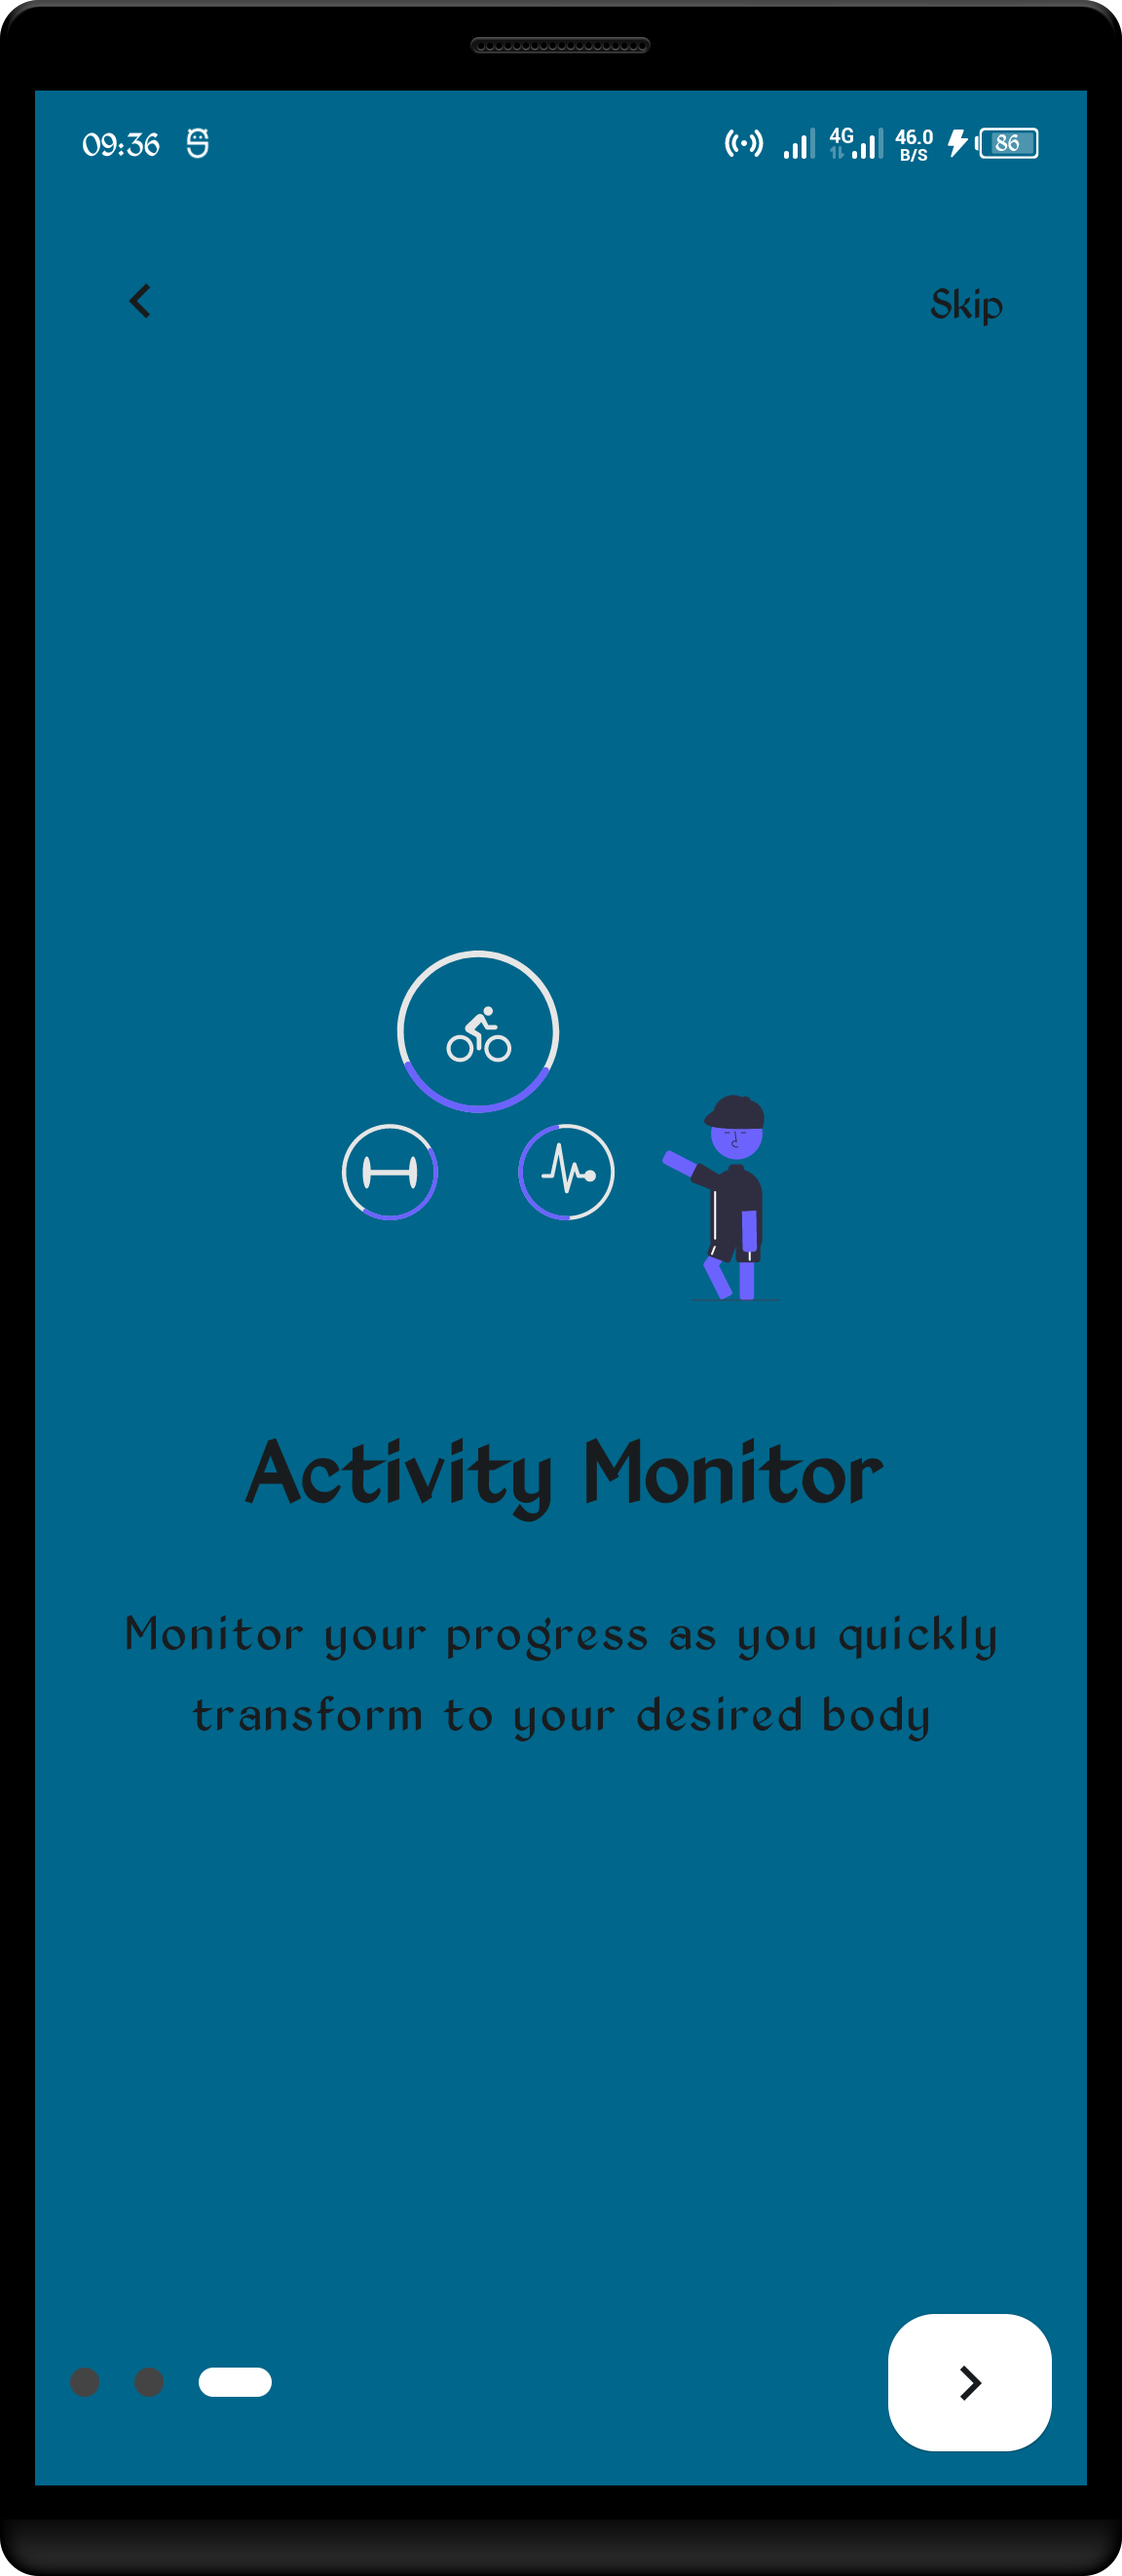 09:36
4G
46.0
B/S
86
Skip
Activity Monitor
Monitor your progress as you quickly
transform to your desired body